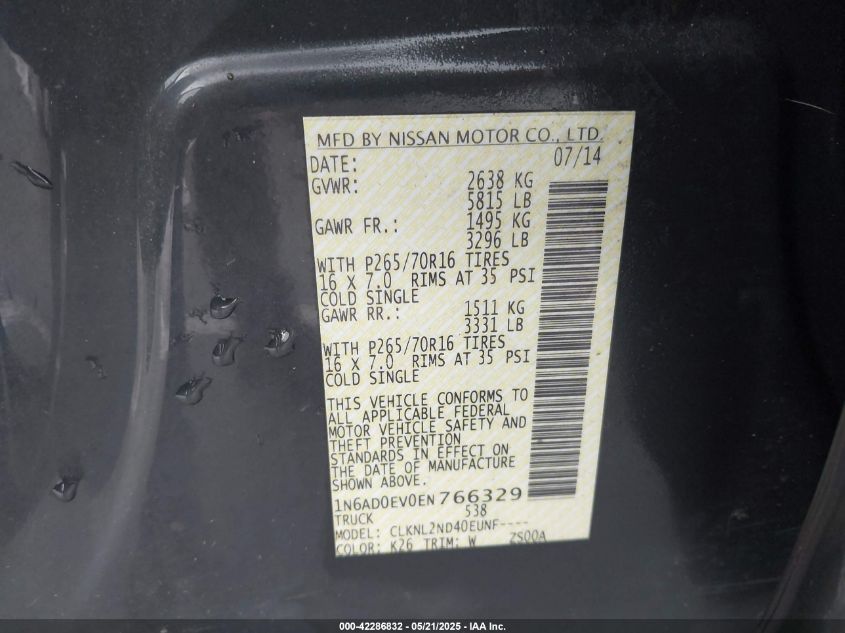 MFD BY NISSAN MOTOR CO., LTD.
DATE: 07/14
GVWR: 2638 KG
5815 LB
GAWR FR.: 1495 KG
3296 LB
WITH P265/70R16 TIRES
16 X 7.0 RIMS AT 35 PSI
COLD SINGLE
GAWR RR.: 1511 KG
3331 LB
WITH P265/70R16 TIRES
16 X 7.0 RIMS AT 35 PSI
COLD SINGLE
THIS VEHICLE CONFORMS TO
ALL APPLICABLE FEDERAL
MOTOR VEHICLE SAFETY AND
THEFT PREVENTION
STANDARDS IN EFFECT ON
THE DATE OF MANUFACTURE
SHOWN ABOVE.
1N6AD0EV0EN766329
TRUCK 538
MODEL: CLKNL2ND40EUNF----
COLOR: K26 TRIM: W ZS00A
000-42286832 - 05/21/2025 - IAA Inc.